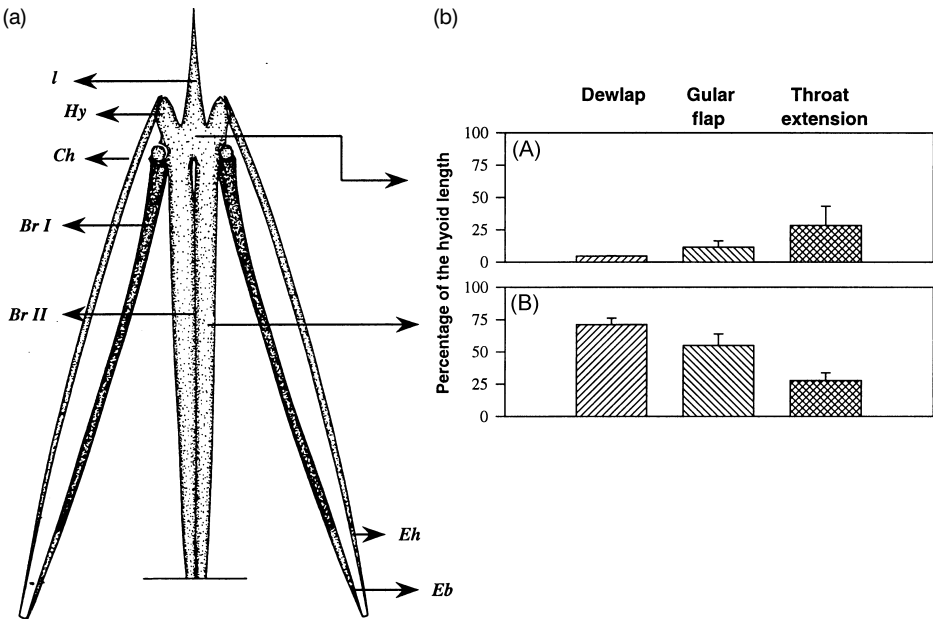 (a)
l
Hy
Ch
Br I
Br II
Eh
Eb
(b)
Dewlap Gular flap Throat extension
Percentage of the hyoid length
(A)
100
75
50
25
0
(B)
100
75
50
25
0